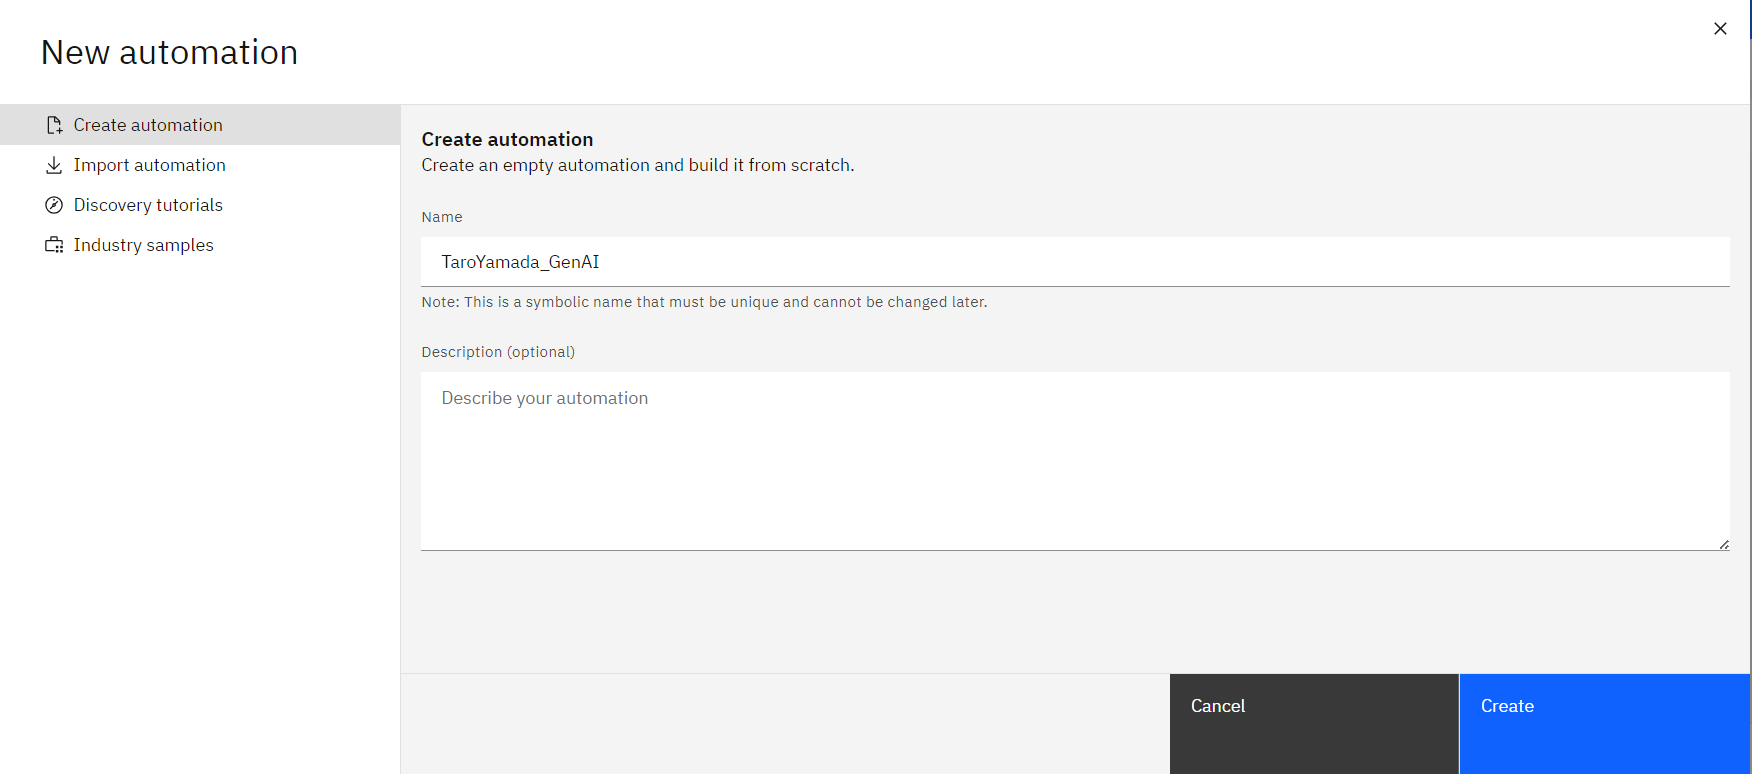 New automation
Create automation
Import automation
Discovery tutorials
Industry samples
Create automation
Create an empty automation and build it from scratch.
Name
TaroYamada_GenAI
Note: This is a symbolic name that must be unique and cannot be changed later.
Description (optional)
Describe your automation
Cancel
Create